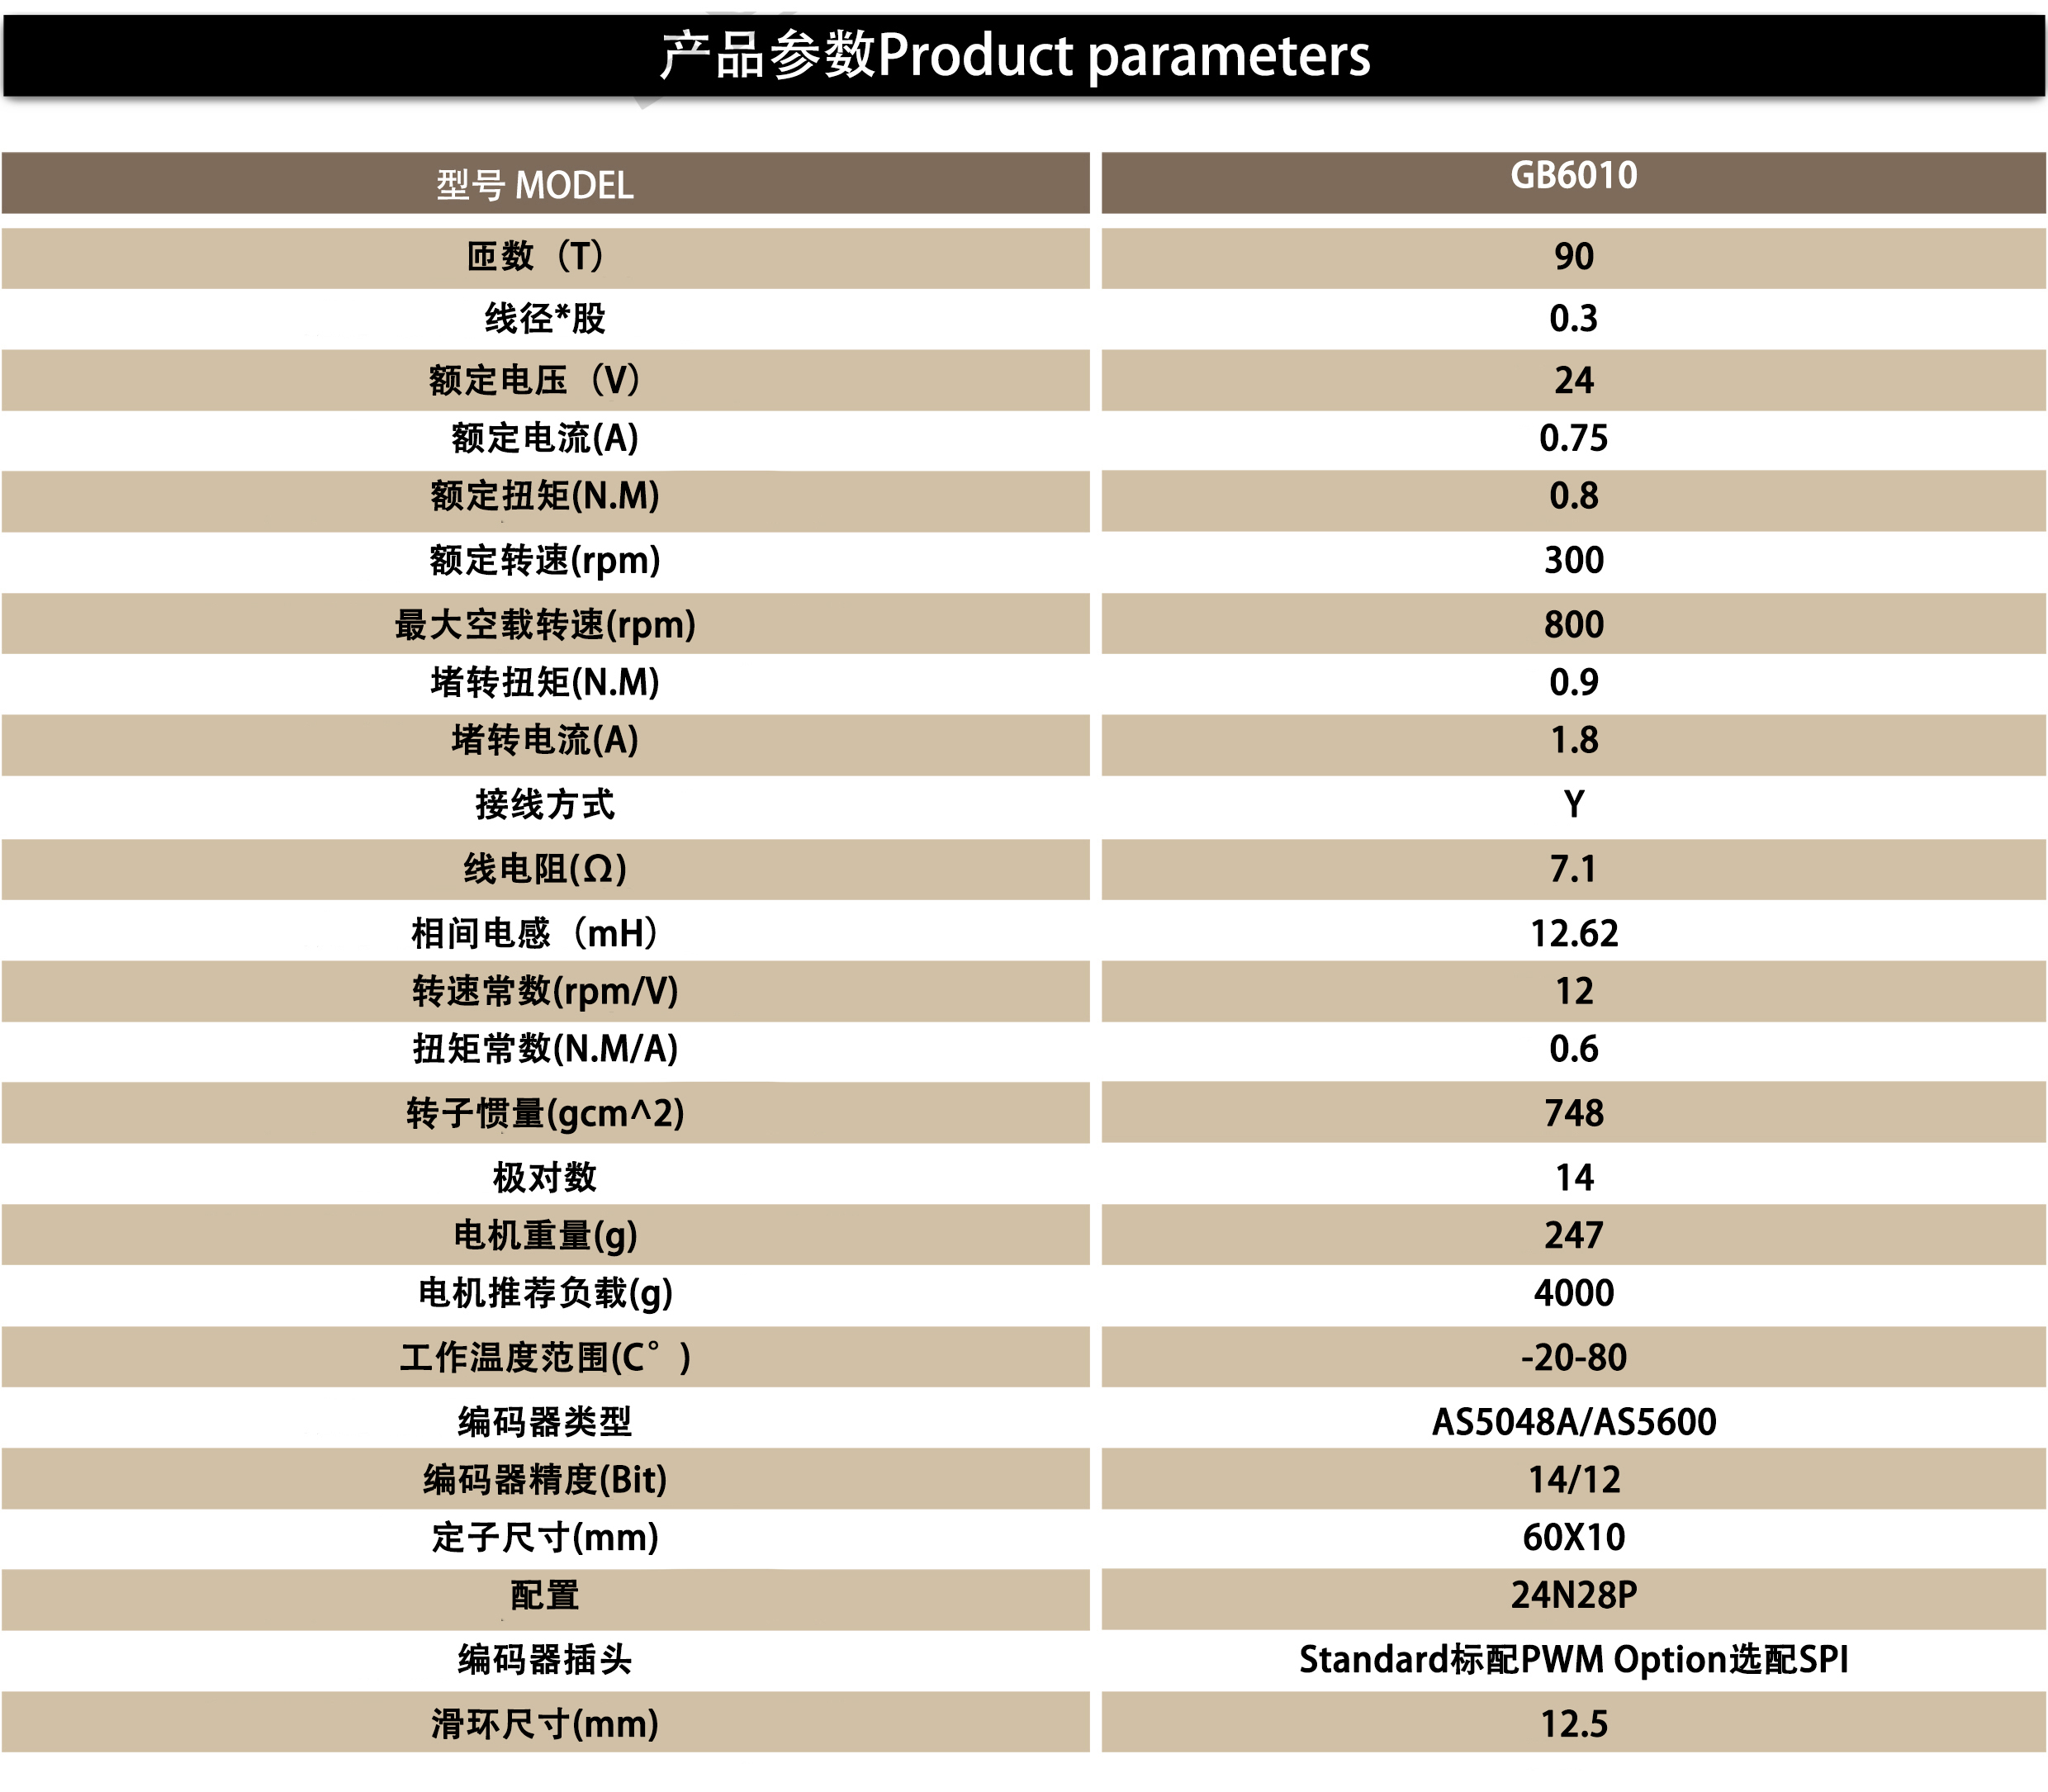 产品参数Product parameters
型号 MODEL GB6010
匝数（T） 90
线径*股 0.3
额定电压（V） 24
额定电流(A) 0.75
额定扭矩(N.M) 0.8
额定转速(rpm) 300
最大空载转速(rpm) 800
堵转扭矩(N.M) 0.9
堵转电流(A) 1.8
接线方式 Y
线电阻(Ω) 7.1
相间电感（mH） 12.62
转速常数(rpm/V) 12
扭矩常数(N.M/A) 0.6
转子惯量(gcm^2) 748
极对数 14
电机重量(g) 247
电机推荐负载(g) 4000
工作温度范围(C°) -20-80
编码器类型 AS5048A/AS5600
编码器精度(Bit) 14/12
定子尺寸(mm) 60X10
配置 24N28P
编码器插头 Standard标配PWM Option选配SPI
滑环尺寸(mm) 12.5